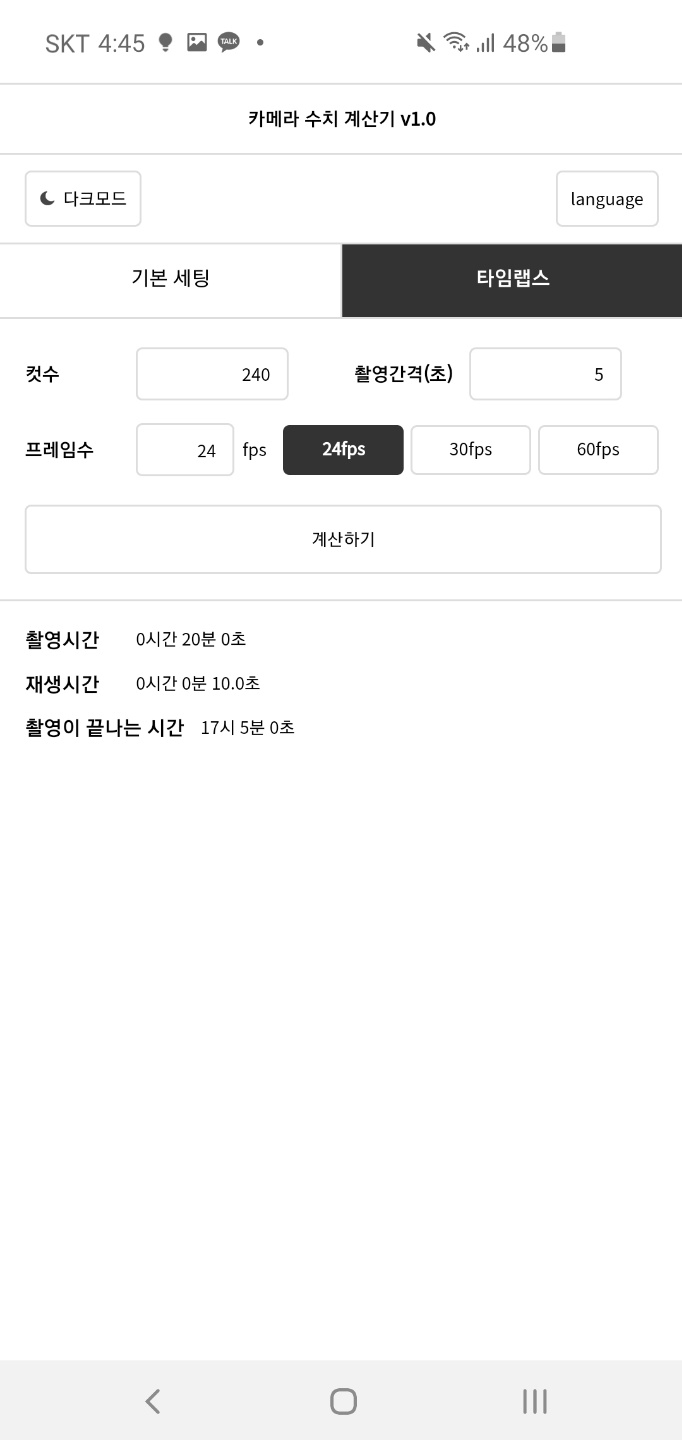 SKT 4:45 TALK 48%
카메라 수치 계산기 v1.0
다크모드 language
기본 세팅 타임랩스
컷수 240 촬영간격(초) 5
프레임수 24 fps 24fps 30fps 60fps
계산하기
촬영시간 0시간 20분 0초
재생시간 0시간 0분 10.0초
촬영이 끝나는 시간 17시 5분 0초